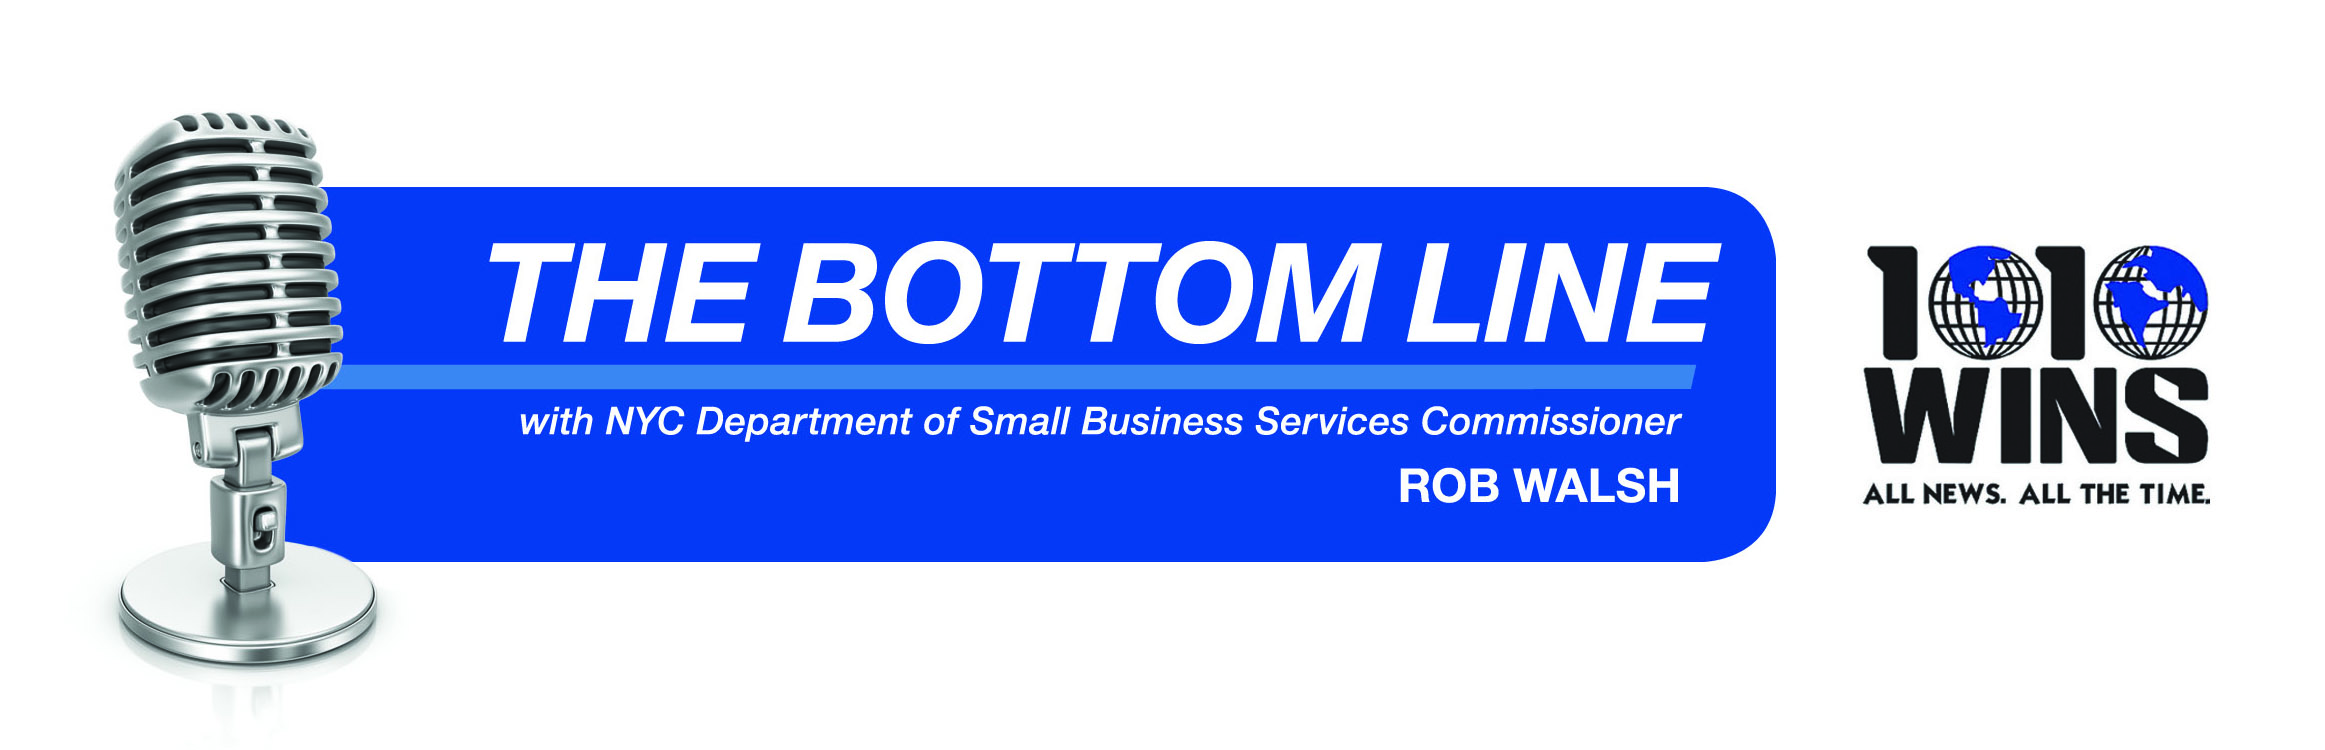 THE BOTTOM LINE
with NYC Department of Small Business Services Commissioner
ROB WALSH
1010
WINS
ALL NEWS. ALL THE TIME.